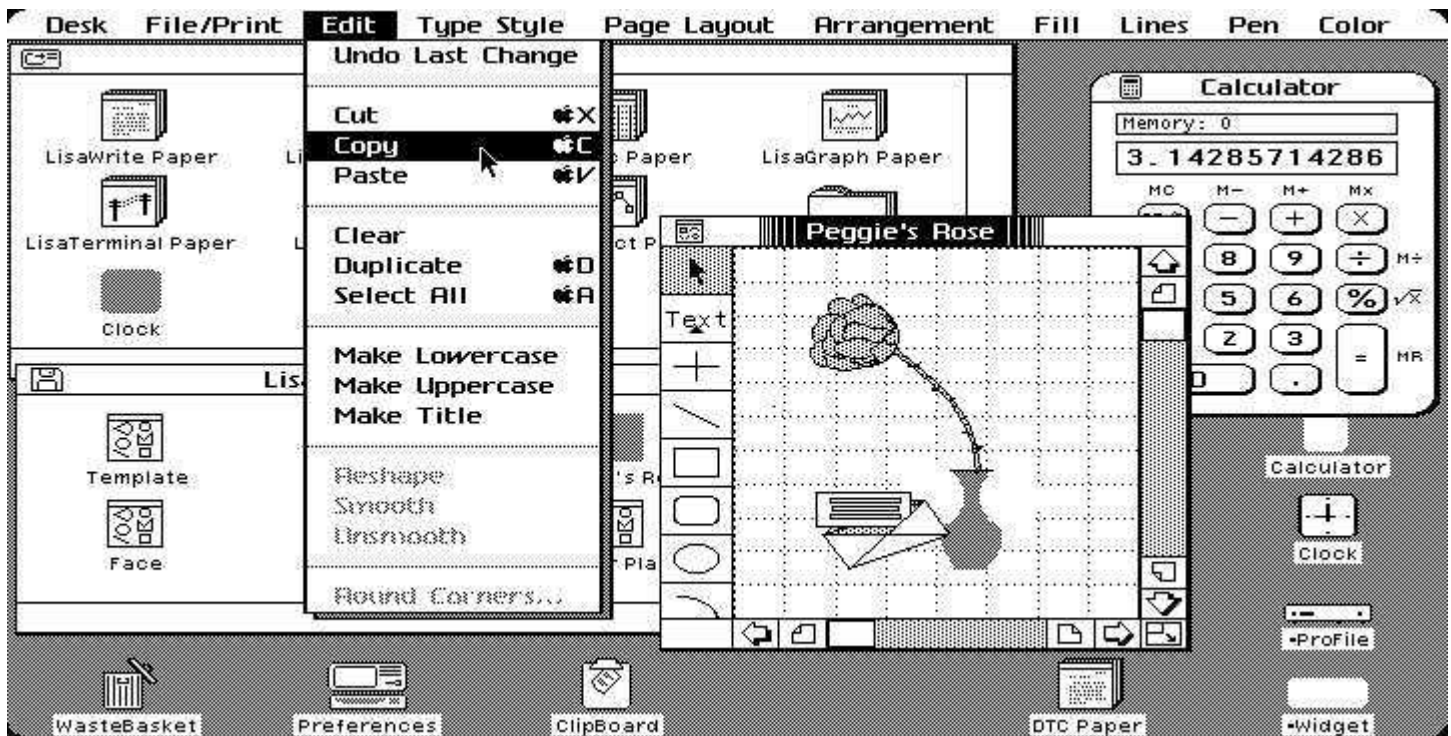 Desk File/Print Edit Type Style Page Layout Arrangement Fill Lines Pen Color
Undo Last Change
Cut X
Copy C
Paste V
Clear
Duplicate D
Select All A
Make Lowercase
Make Uppercase
Make Title
Reshape
Smooth
Unsmooth
Round Corners...
LisaWrite Paper
Paper
LisaGraph Paper
LisaTerminal Paper
Clock
Template
Face
Peggie's Rose
Text
Calculator
Memory: 0
3.14285714286
MC M- M+ Mx
- + ×
8 9 ÷ M÷
5 6 % √x
2 3 = MR
.
Calculator
Clock
ProFile
Widget
WasteBasket
Preferences
ClipBoard
DTC Paper